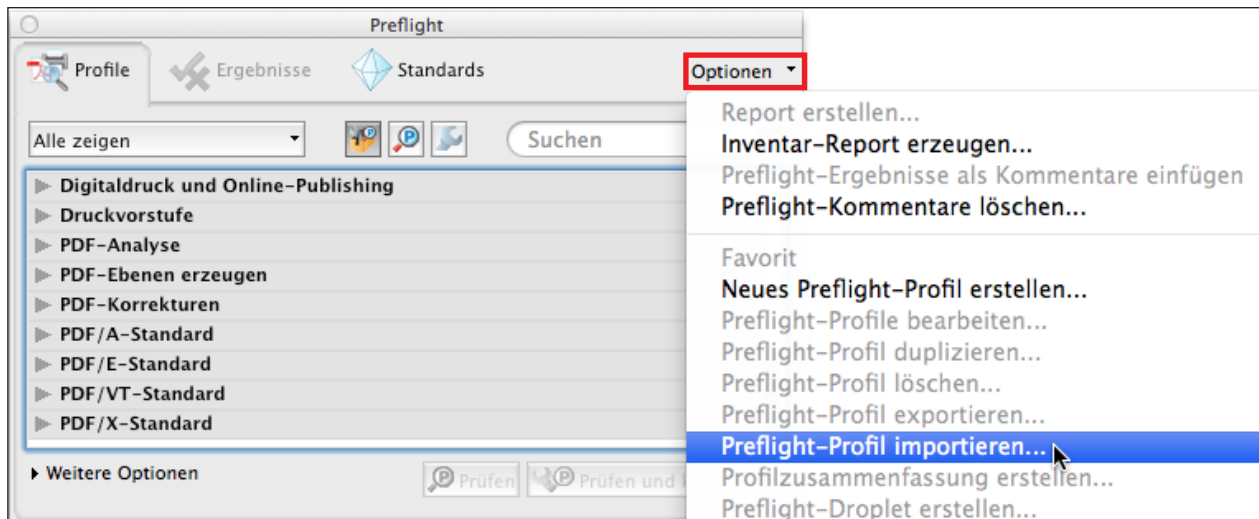 Preflight
Profile
Ergebnisse
Standards
Optionen
Alle zeigen
Suchen
Digitaldruck und Online-Publishing
Druckvorstufe
PDF-Analyse
PDF-Ebenen erzeugen
PDF-Korrekturen
PDF/A-Standard
PDF/E-Standard
PDF/VT-Standard
PDF/X-Standard
Weitere Optionen
Prüfen
Prüfen und
Report erstellen...
Inventar-Report erzeugen...
Preflight-Ergebnisse als Kommentare einfügen
Preflight-Kommentare löschen...
Favorit
Neues Preflight-Profil erstellen...
Preflight-Profile bearbeiten...
Preflight-Profil duplizieren...
Preflight-Profil löschen...
Preflight-Profil exportieren...
Preflight-Profil importieren...
Profilzusammenfassung erstellen...
Preflight-Droplet erstellen...